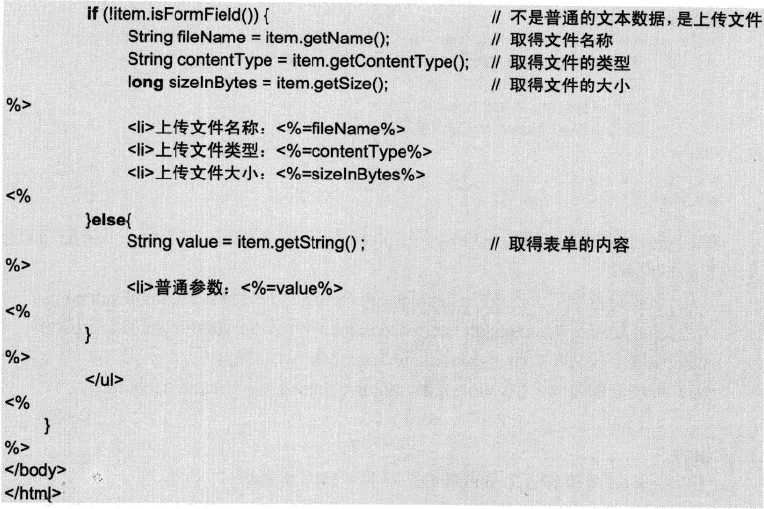 if (!item.isFormField()) { // 不是普通的文本数据，是上传文件
String fileName = item.getName(); // 取得文件名称
String contentType = item.getContentType(); // 取得文件的类型
long sizeInBytes = item.getSize(); // 取得文件的大小
%>
<li>上传文件名称：<%=fileName%>
<li>上传文件类型：<%=contentType%>
<li>上传文件大小：<%=sizeInBytes%>
<%
}else{
String value = item.getString(); // 取得表单的内容
%>
<li>普通参数：<%=value%>
<%
}
%>
</ul>
<%
}
%>
</body>
</html>